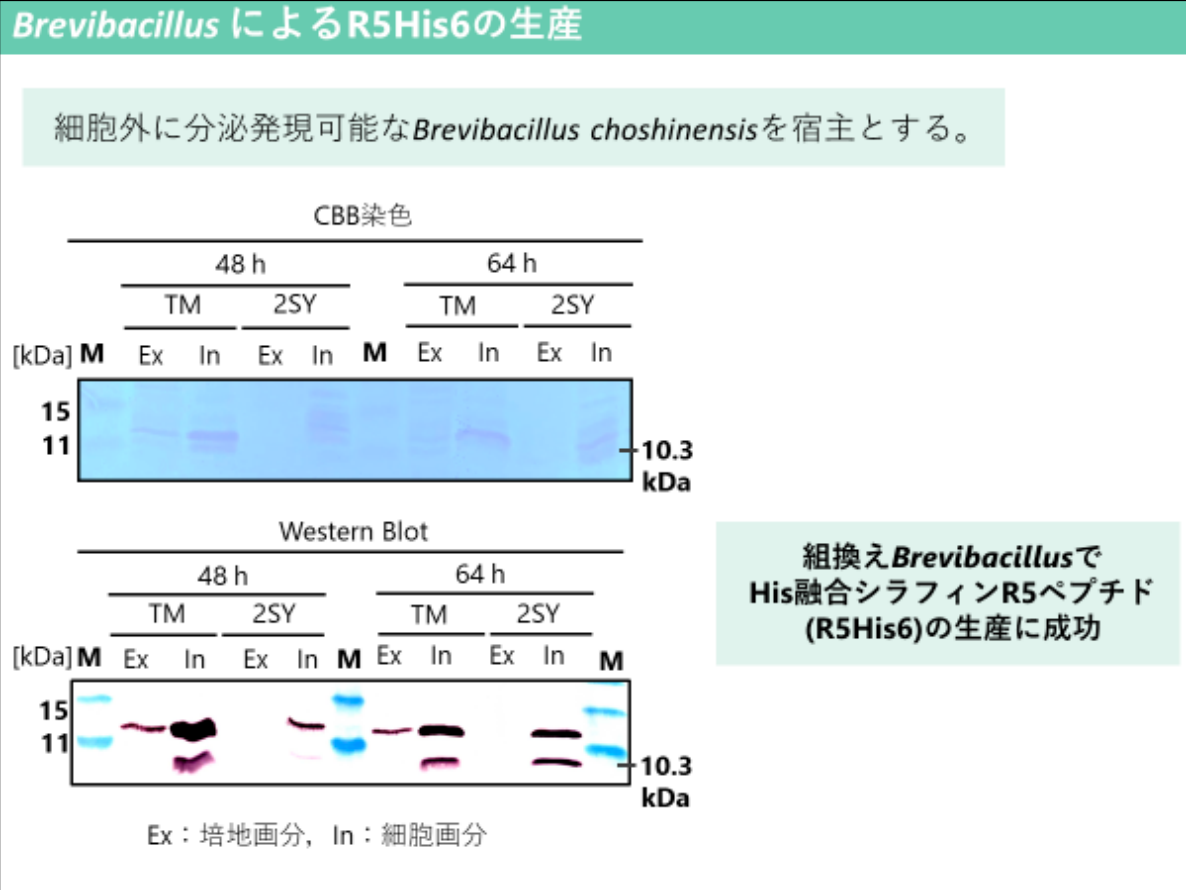 Brevibacillus によるR5His6の生産
細胞外に分泌発現可能なBrevibacillus choshinensisを宿主とする。
CBB染色
48 h 64 h
TM 2SY TM 2SY
[kDa] M Ex In Ex In M Ex In Ex In
15
11
10.3
kDa
Western Blot
48 h 64 h
TM 2SY TM 2SY
[kDa] M Ex In Ex In M Ex In Ex In M
15
11
10.3
kDa
組換えBrevibacillusで
His融合シラフィンR5ペプチド
(R5His6)の生産に成功
Ex：培地画分，In：細胞画分